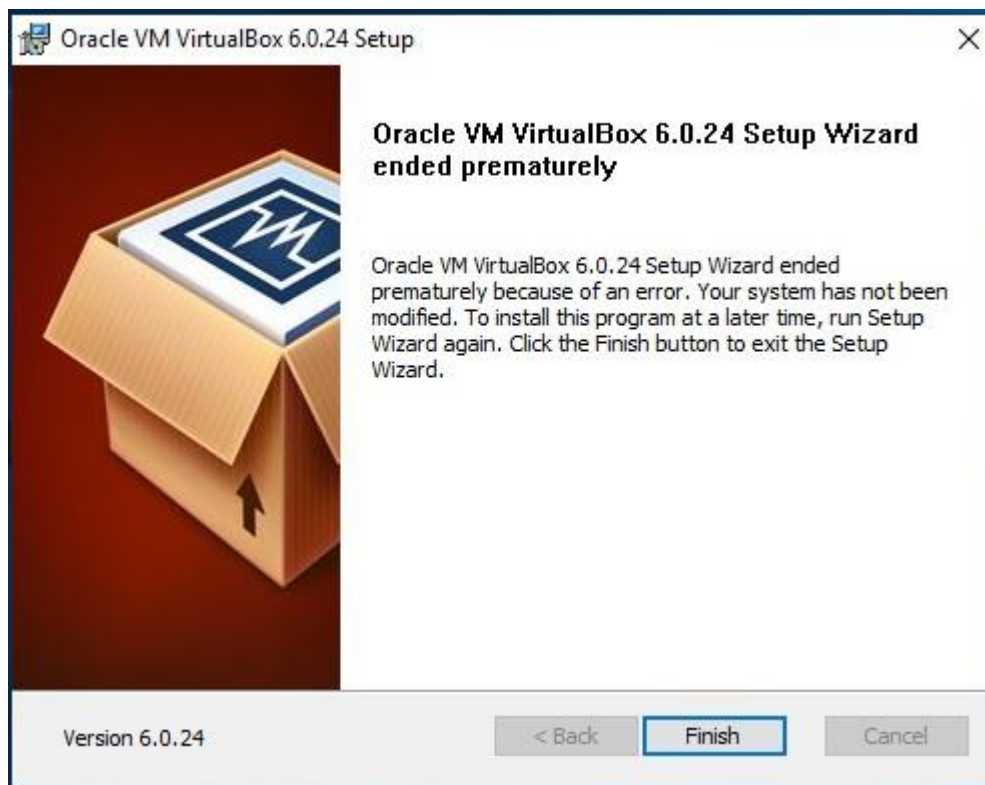 Oracle VM VirtualBox 6.0.24 Setup
Oracle VM VirtualBox 6.0.24 Setup Wizard
ended prematurely
Oracle VM VirtualBox 6.0.24 Setup Wizard ended
prematurely because of an error. Your system has not been
modified. To install this program at a later time, run Setup
Wizard again. Click the Finish button to exit the Setup
Wizard.
Version 6.0.24
< Back
Finish
Cancel